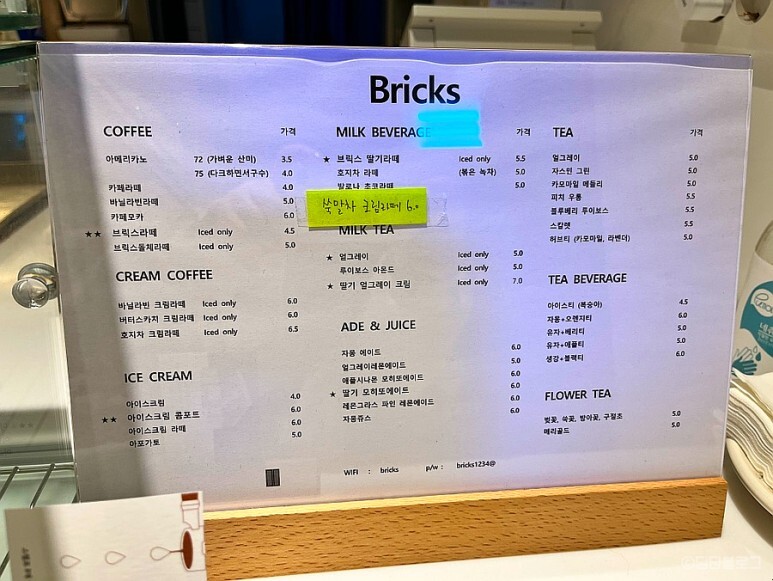 Bricks
COFFEE 가격
아메리카노 72 (가벼운 산미) 3.5
75 (다크하면서구수) 4.0
카페라떼 4.0
바닐라빈라떼 5.0
카페모카 6.0
★★ 브릭스라떼 Iced only 4.5
브릭스돌체라떼 Iced only 5.0
CREAM COFFEE
바닐라빈 크림라떼 Iced only 6.0
버터스카치 크림라떼 Iced only 6.0
호지차 크림라떼 Iced only 6.5
ICE CREAM
아이스크림 4.0
★★ 아이스크림 콤포트 6.0
아이스크림 라떼 6.0
아포가토 5.0
MILK BEVERAGE 가격
★ 브릭스 딸기라떼 Iced only 5.5
호지차 라떼 (볶은 녹차) 5.0
발로나 초코라떼 5.0
쑥말차 크림라떼 6.0
MILK TEA
★ 얼그레이 Iced only 5.0
루이보스 아몬드 Iced only 5.0
★ 딸기 얼그레이 크림 Iced only 7.0
ADE & JUICE
자몽 에이드 6.0
얼그레이레몬에이드 5.0
애플시나몬 모히또에이드 6.0
★ 딸기 모히또에이트 6.0
레몬그라스 파인 레몬에이드 6.0
자몽쥬스 6.0
WIFI : bricks p/w : bricks1234@
TEA 가격
얼그레이 5.0
자스민 그린 5.0
카모마일 메들리 5.0
피치 우롱 5.5
블루베리 루이보스 5.5
스칼렛 5.5
허브티 (카모마일, 라벤더) 5.0
TEA BEVERAGE
아이스티 (복숭아) 4.5
자몽+오렌지티 6.0
유자+베리티 5.0
유자+애플티 5.0
생강+블랙티 6.0
FLOWER TEA
벚꽃, 쑥꽃, 방아꽃, 구절초 5.0
메리골드 5.0